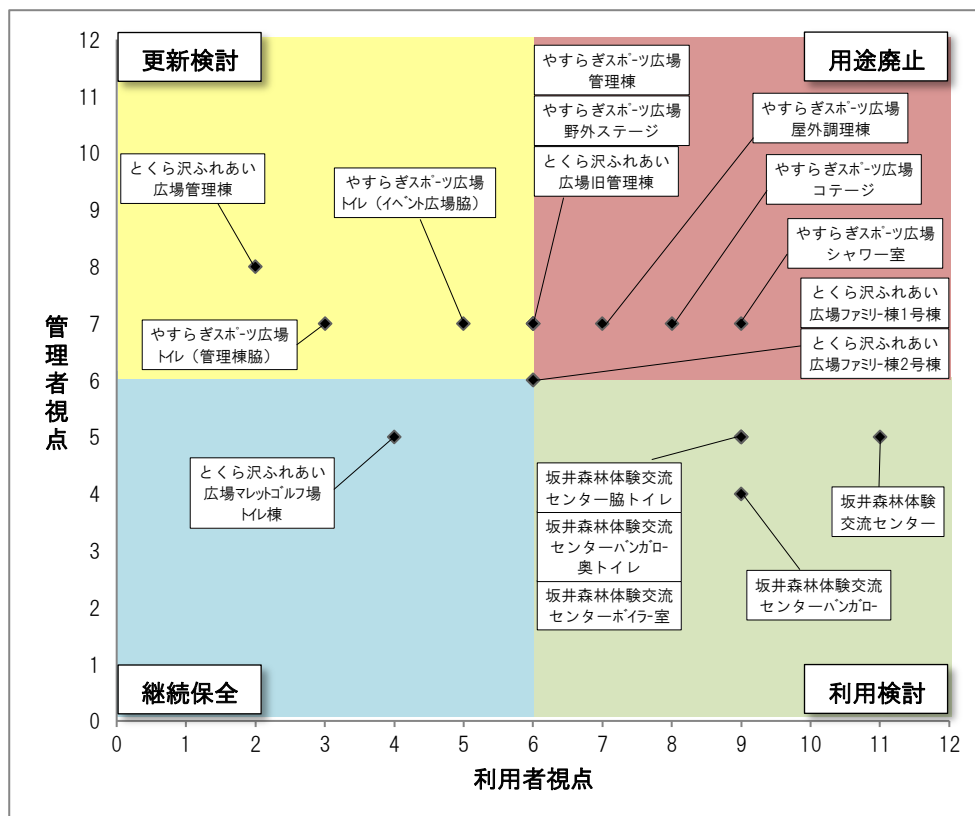 更新検討
用途廃止
やすらぎスポーツ広場
管理棟
やすらぎスポーツ広場
野外ステージ
とくら沢ふれあい
広場旧管理棟
やすらぎスポーツ広場
屋外調理棟
やすらぎスポーツ広場
コテージ
やすらぎスポーツ広場
シャワー室
とくら沢ふれあい
広場管理棟
やすらぎスポーツ広場
トイレ（イベント広場脇）
やすらぎスポーツ広場
トイレ（管理棟脇）
とくら沢ふれあい
広場ファミリー棟1号棟
とくら沢ふれあい
広場ファミリー棟2号棟
とくら沢ふれあい
広場マレットゴルフ場
トイレ棟
坂井森林体験交流
センター脇トイレ
坂井森林体験交流
センターバンガロー
奥トイレ
坂井森林体験交流
センターボイラー室
坂井森林体験
交流センター
坂井森林体験交流
センターバンガロー
継続保全
利用検討
管理者視点
12
11
10
9
8
7
6
5
4
3
2
1
0
0 1 2 3 4 5 6 7 8 9 10 11 12
利用者視点